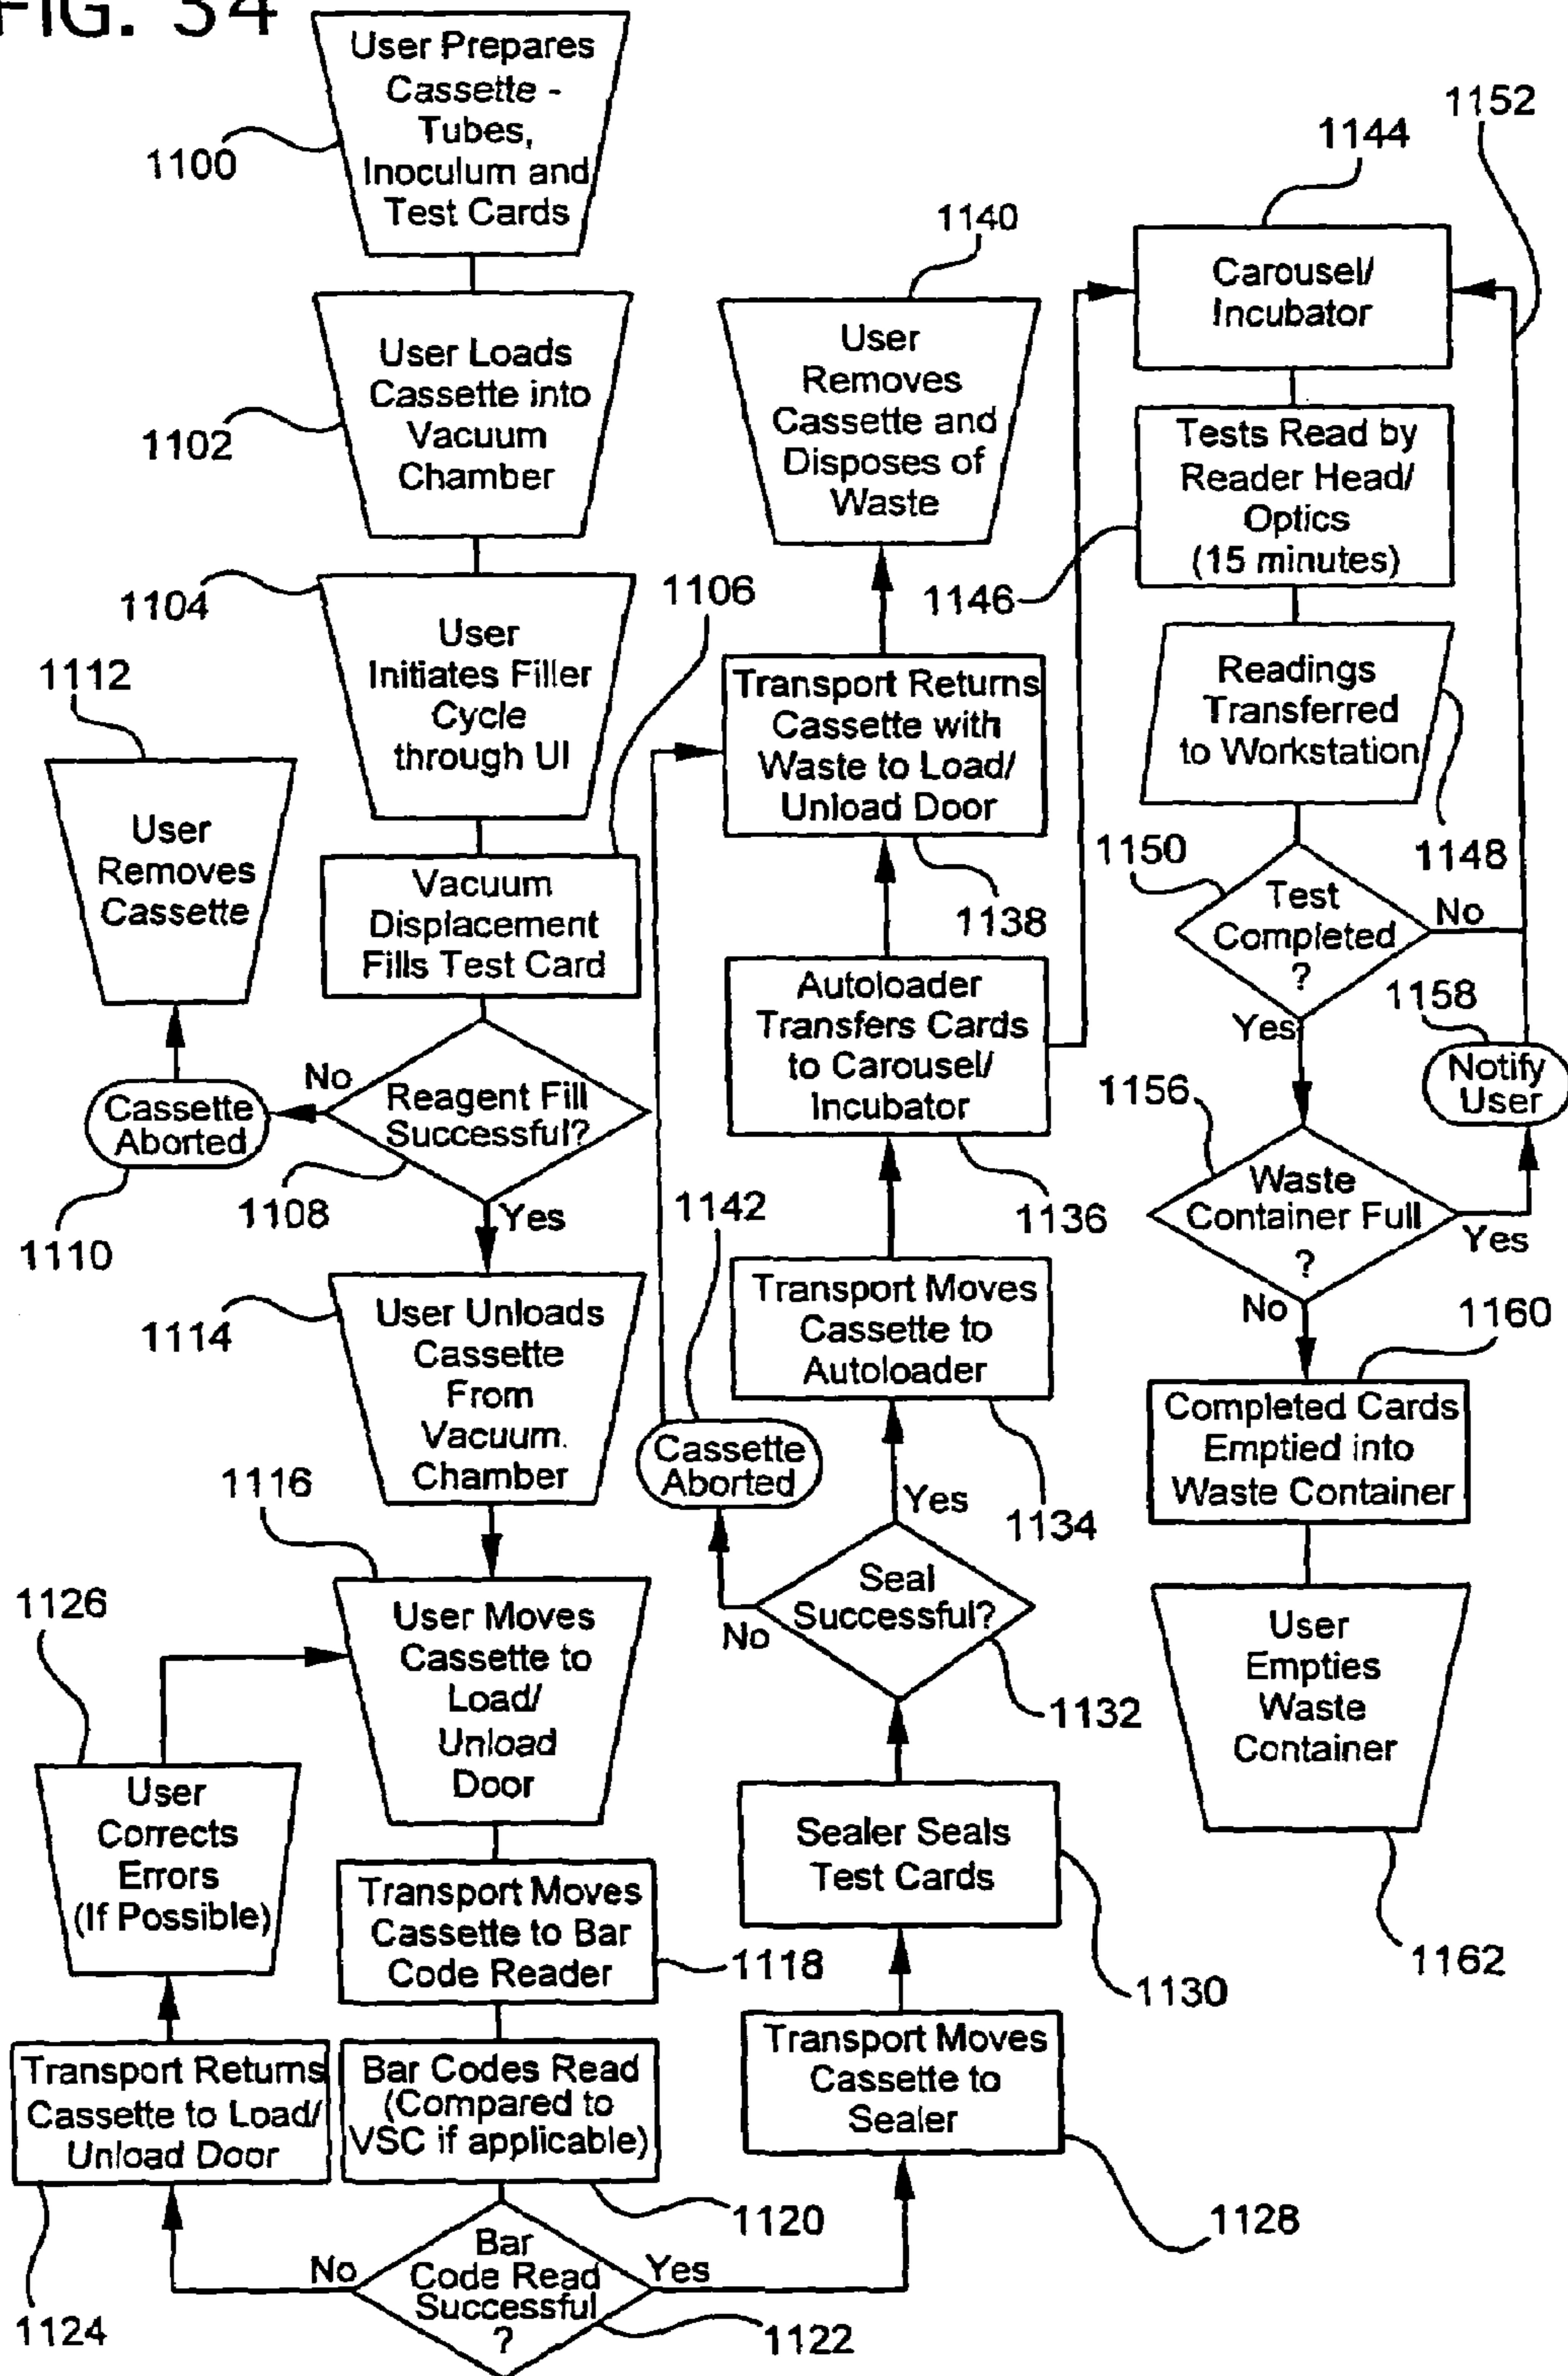 FIG. 34
User Prepares
Cassette -
Tubes,
Inoculum and
Test Cards
1100
User Loads
Cassette into
Vacuum
Chamber
1102
1104
User
Initiates Filler
Cycle
through UI
1106
Vacuum
Displacement
Fills Test Card
1112
User
Removes
Cassette
No
Cassette
Aborted
1110
Reagent Fill
Successful?
1108
Yes
1114
User Unloads
Cassette
From
Vacuum.
Chamber
1116
User Moves
Cassette to
Load/
Unload
Door
1126
User
Corrects
Errors
(If Possible)
Transport Moves
Cassette to Bar
Code Reader
1118
Transport Returns
Cassette to Load/
Unload Door
1124
Bar Codes Read
(Compared to
VSC if applicable)
1120
No
Bar
Code Read
Successful
?
Yes
1122
1140
User
Removes
Cassette and
Disposes of
Waste
Transport Returns
Cassette with
Waste to Load/
Unload Door
1138
Autoloader
Transfers Cards
to Carousel/
Incubator
1136
1142
Transport Moves
Cassette to
Autoloader
1134
Cassette
Aborted
Yes
No
Seal
Successful?
1132
Sealer Seals
Test Cards
1130
Transport Moves
Cassette to
Sealer
1128
1152
1144
Carousel/
Incubator
Tests Read by
Reader Head/
Optics
(15 minutes)
1146
Readings
Transferred
to Workstation
1148
1150
Test
Completed
?
No
Yes
1158
Notify
User
1156
Waste
Container Full
?
Yes
No
1160
Completed Cards
Emptied into
Waste Container
User
Empties
Waste
Container
1162